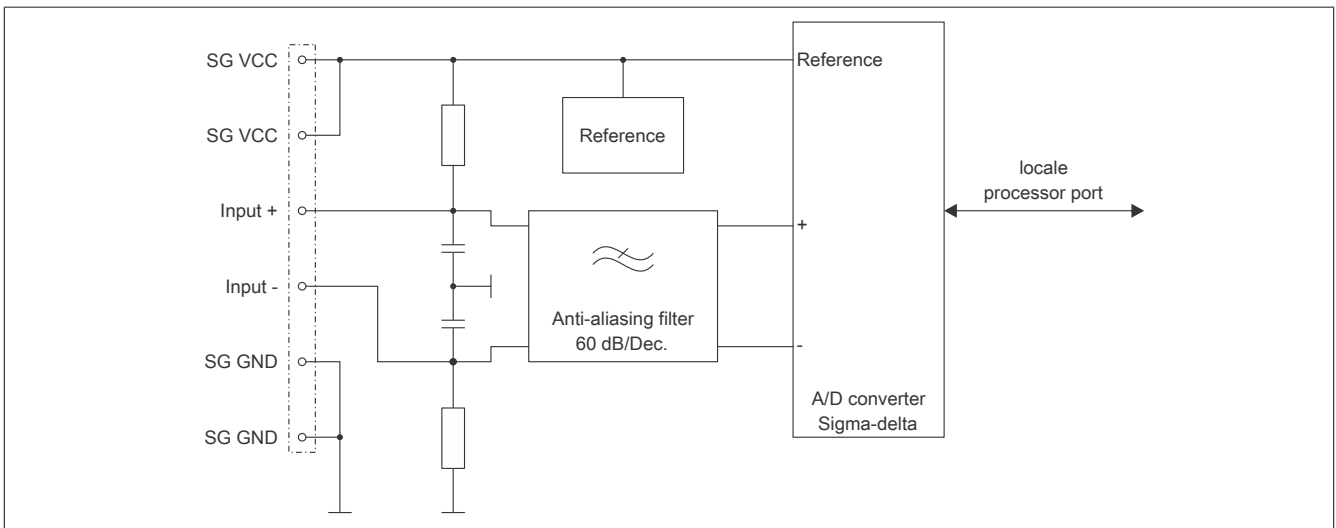 SG VCC
Reference
SG VCC
Reference
locale
processor port
Input +
+
Input -
Anti-aliasing filter
60 dB/Dec.
-
SG GND
A/D converter
Sigma-delta
SG GND